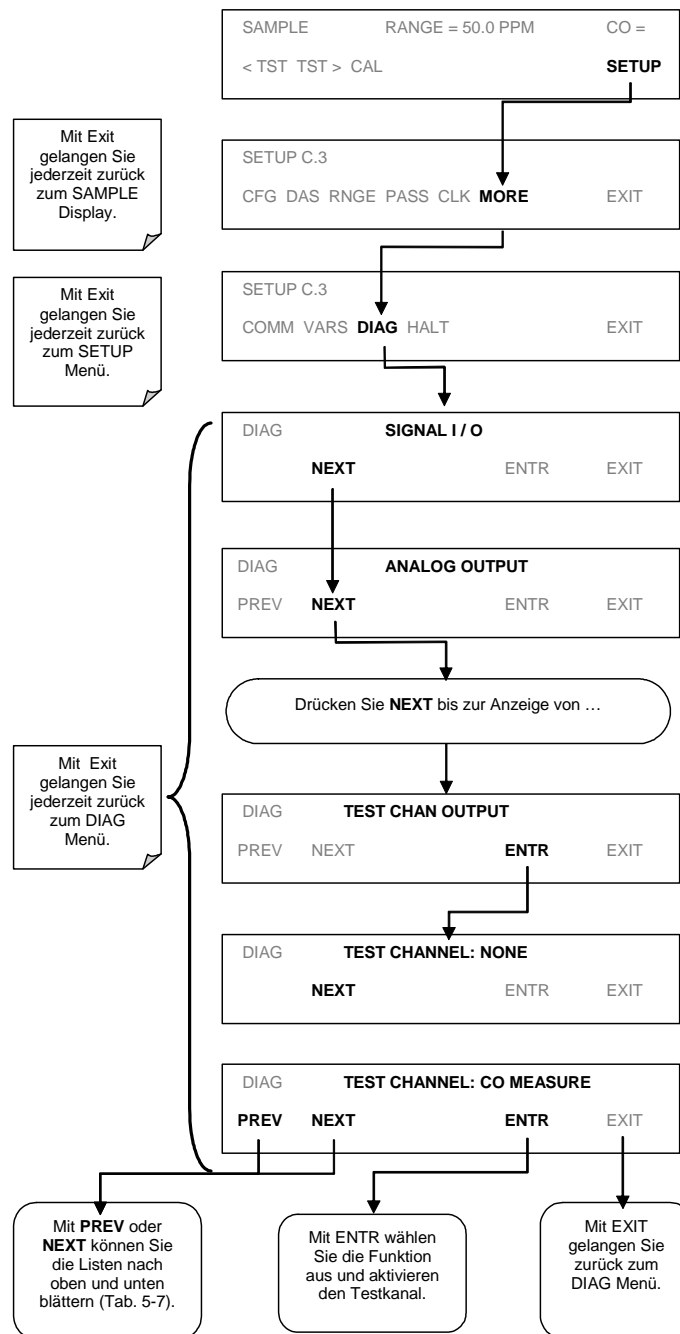 SAMPLE RANGE = 50.0 PPM CO =
< TST TST > CAL SETUP
Mit Exit
gelangen Sie
jederzeit zurück
zum SAMPLE
Display.
SETUP C.3
CFG DAS RNGE PASS CLK MORE EXIT
Mit Exit
gelangen Sie
jederzeit zurück
zum SETUP
Menü.
SETUP C.3
COMM VARS DIAG HALT EXIT
DIAG SIGNAL I / O
NEXT ENTR EXIT
DIAG ANALOG OUTPUT
PREV NEXT ENTR EXIT
Drücken Sie NEXT bis zur Anzeige von …
Mit Exit
gelangen Sie
jederzeit zurück
zum DIAG
Menü.
DIAG TEST CHAN OUTPUT
PREV NEXT ENTR EXIT
DIAG TEST CHANNEL: NONE
NEXT ENTR EXIT
DIAG TEST CHANNEL: CO MEASURE
PREV NEXT ENTR EXIT
Mit PREV oder
NEXT können Sie
die Listen nach
oben und unten
blättern (Tab. 5-7).
Mit ENTR wählen
Sie die Funktion
aus und aktivieren
den Testkanal.
Mit EXIT
gelangen Sie
zurück zum
DIAG Menü.